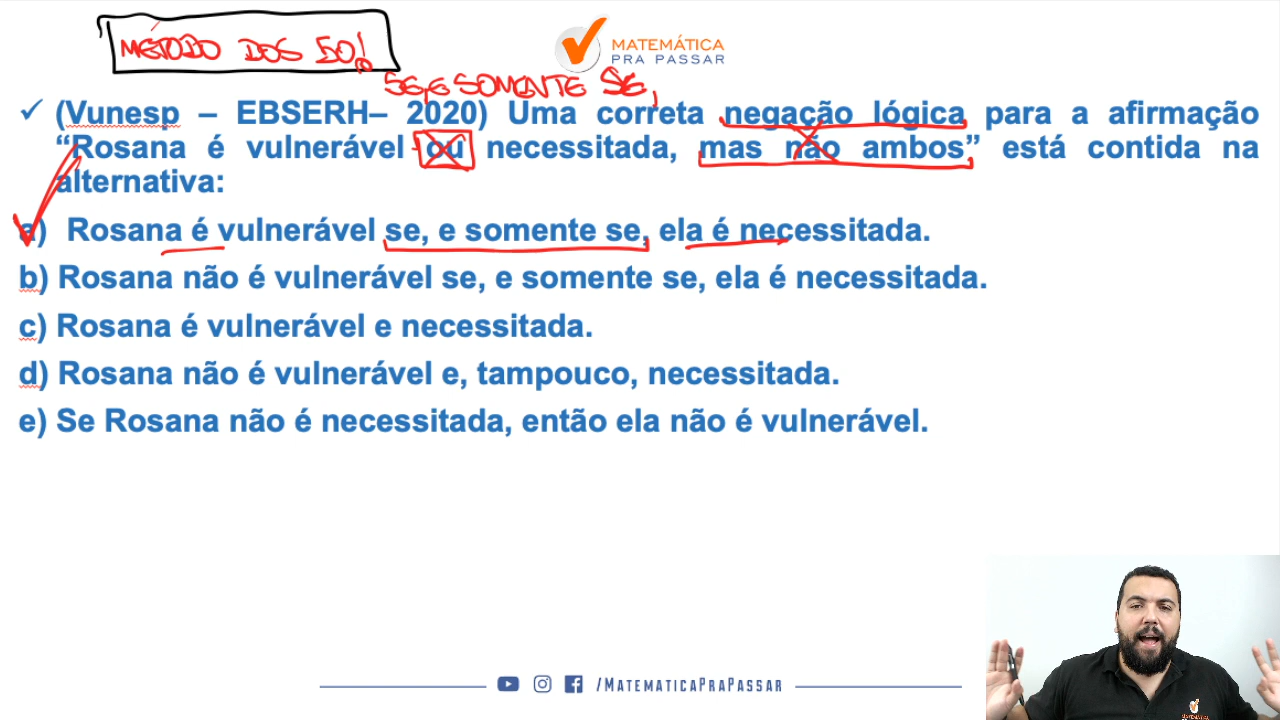 MÉTODO DOS 50!
MATEMÁTICA
PRA PASSAR
SE, E SOMENTE SE,
(Vunesp – EBSERH– 2020) Uma correta negação lógica para a afirmação
“Rosana é vulnerável ou necessitada, mas não ambos” está contida na
alternativa:
a) Rosana é vulnerável se, e somente se, ela é necessitada.
b) Rosana não é vulnerável se, e somente se, ela é necessitada.
c) Rosana é vulnerável e necessitada.
d) Rosana não é vulnerável e, tampouco, necessitada.
e) Se Rosana não é necessitada, então ela não é vulnerável.
/MATEMATICAPRAPASSAR